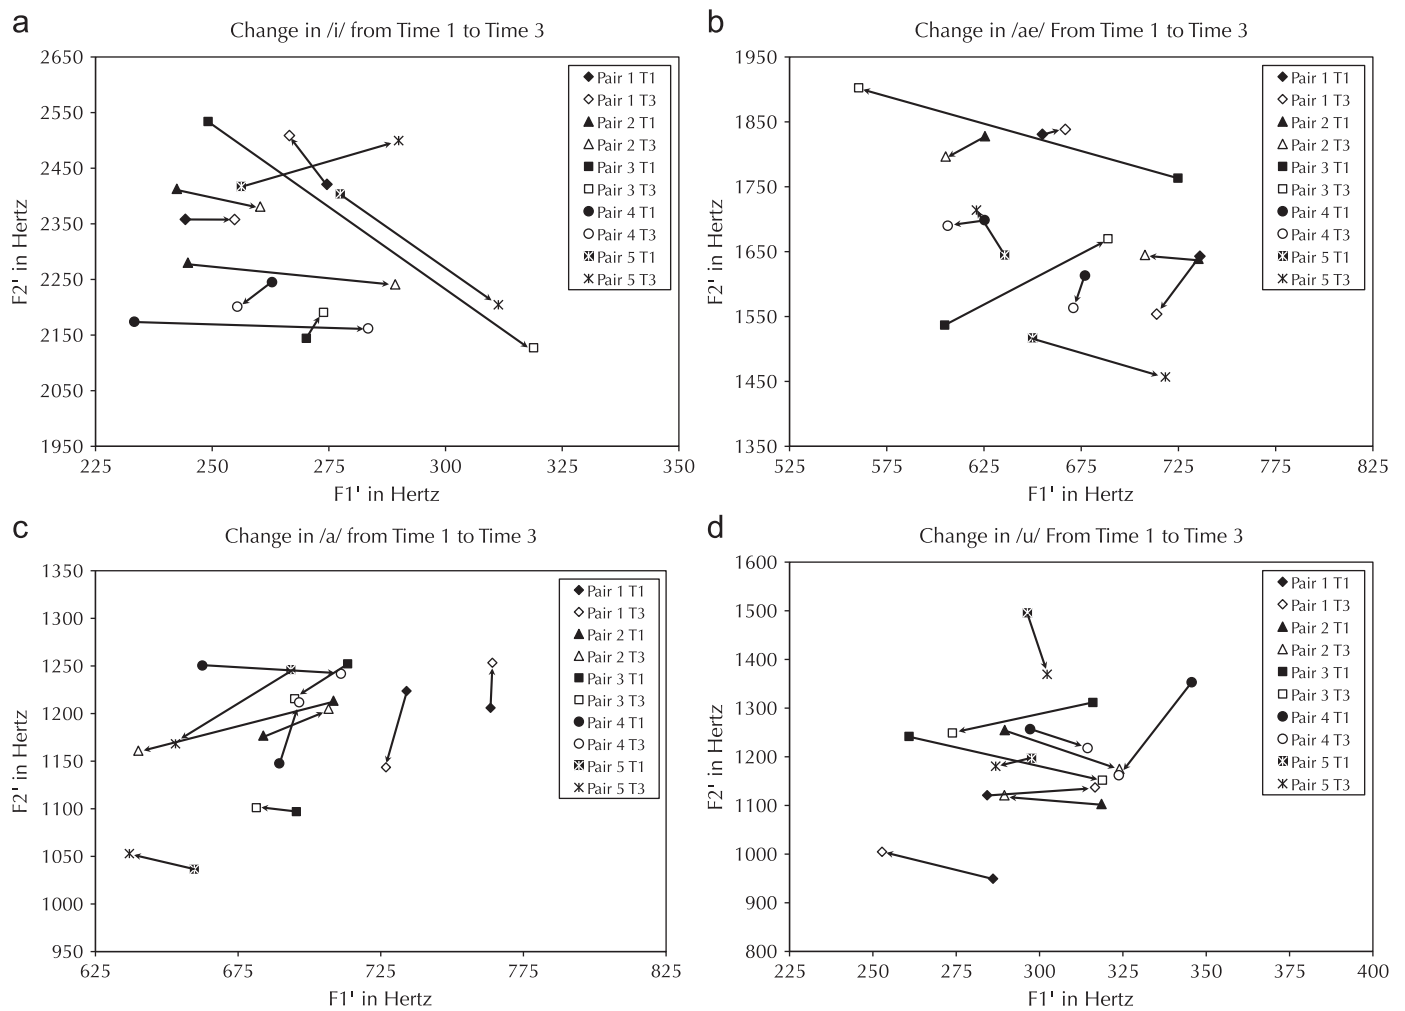 a
Change in /i/ from Time 1 to Time 3
2650
2550
2450
2350
2250
2150
2050
1950
F2' in Hertz
225 250 275 300 325 350
F1' in Hertz
Pair 1 T1
Pair 1 T3
Pair 2 T1
Pair 2 T3
Pair 3 T1
Pair 3 T3
Pair 4 T1
Pair 4 T3
Pair 5 T1
Pair 5 T3
b
Change in /ae/ From Time 1 to Time 3
1950
1850
1750
1650
1550
1450
1350
F2' in Hertz
525 575 625 675 725 775 825
F1' in Hertz
Pair 1 T1
Pair 1 T3
Pair 2 T1
Pair 2 T3
Pair 3 T1
Pair 3 T3
Pair 4 T1
Pair 4 T3
Pair 5 T1
Pair 5 T3
c
Change in /a/ from Time 1 to Time 3
1350
1300
1250
1200
1150
1100
1050
1000
950
F2' in Hertz
625 675 725 775 825
F1' in Hertz
Pair 1 T1
Pair 1 T3
Pair 2 T1
Pair 2 T3
Pair 3 T1
Pair 3 T3
Pair 4 T1
Pair 4 T3
Pair 5 T1
Pair 5 T3
d
Change in /u/ From Time 1 to Time 3
1600
1500
1400
1300
1200
1100
1000
900
800
F2' in Hertz
225 250 275 300 325 350 375 400
F1' in Hertz
Pair 1 T1
Pair 1 T3
Pair 2 T1
Pair 2 T3
Pair 3 T1
Pair 3 T3
Pair 4 T1
Pair 4 T3
Pair 5 T1
Pair 5 T3